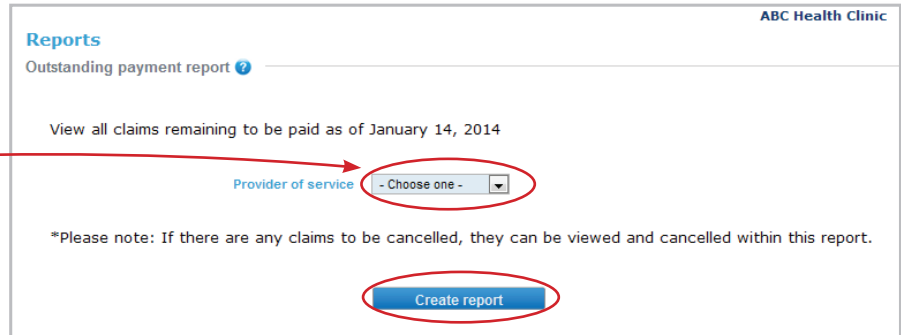 ABC Health Clinic
Reports
Outstanding payment report ?
View all claims remaining to be paid as of January 14, 2014
Provider of service - Choose one -
*Please note: If there are any claims to be cancelled, they can be viewed and cancelled within this report.
Create report